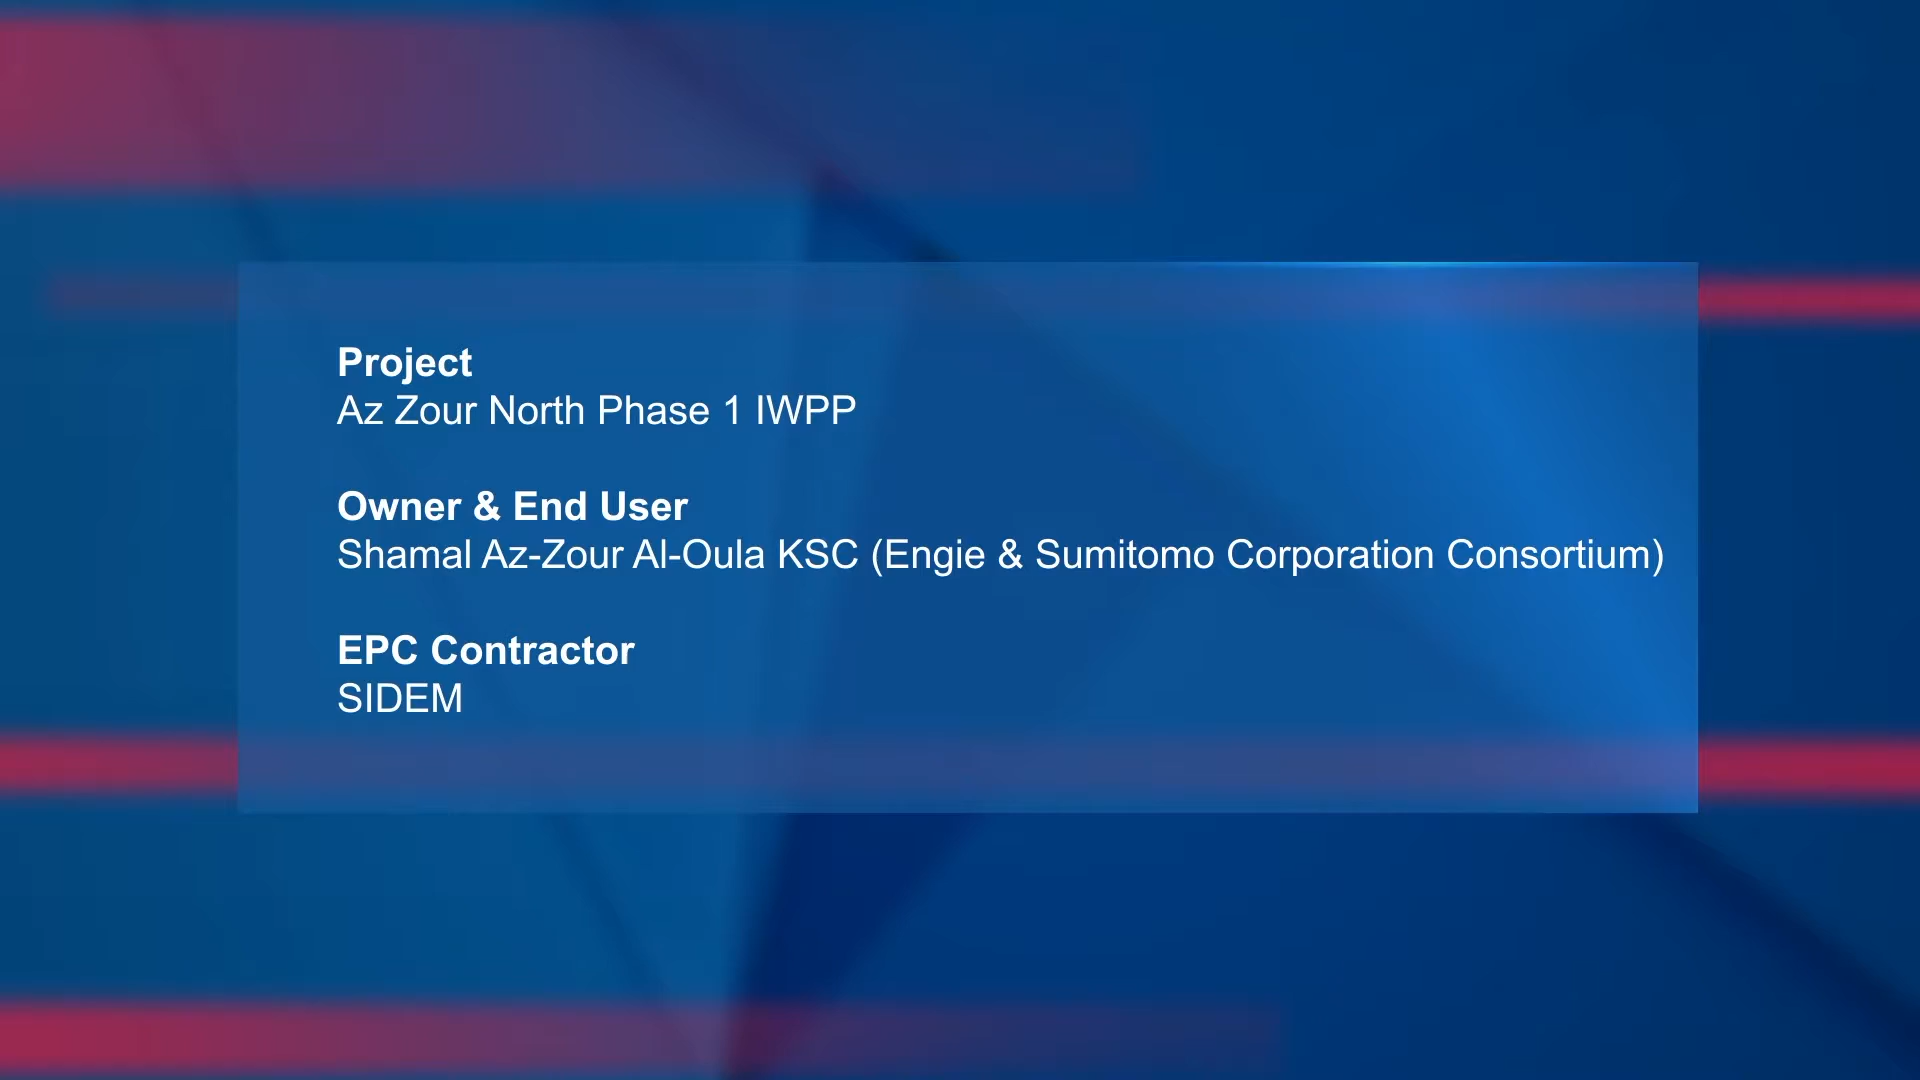 Project
Az Zour North Phase 1 IWPP
Owner & End User
Shamal Az-Zour Al-Oula KSC (Engie & Sumitomo Corporation Consortium)
EPC Contractor
SIDEM